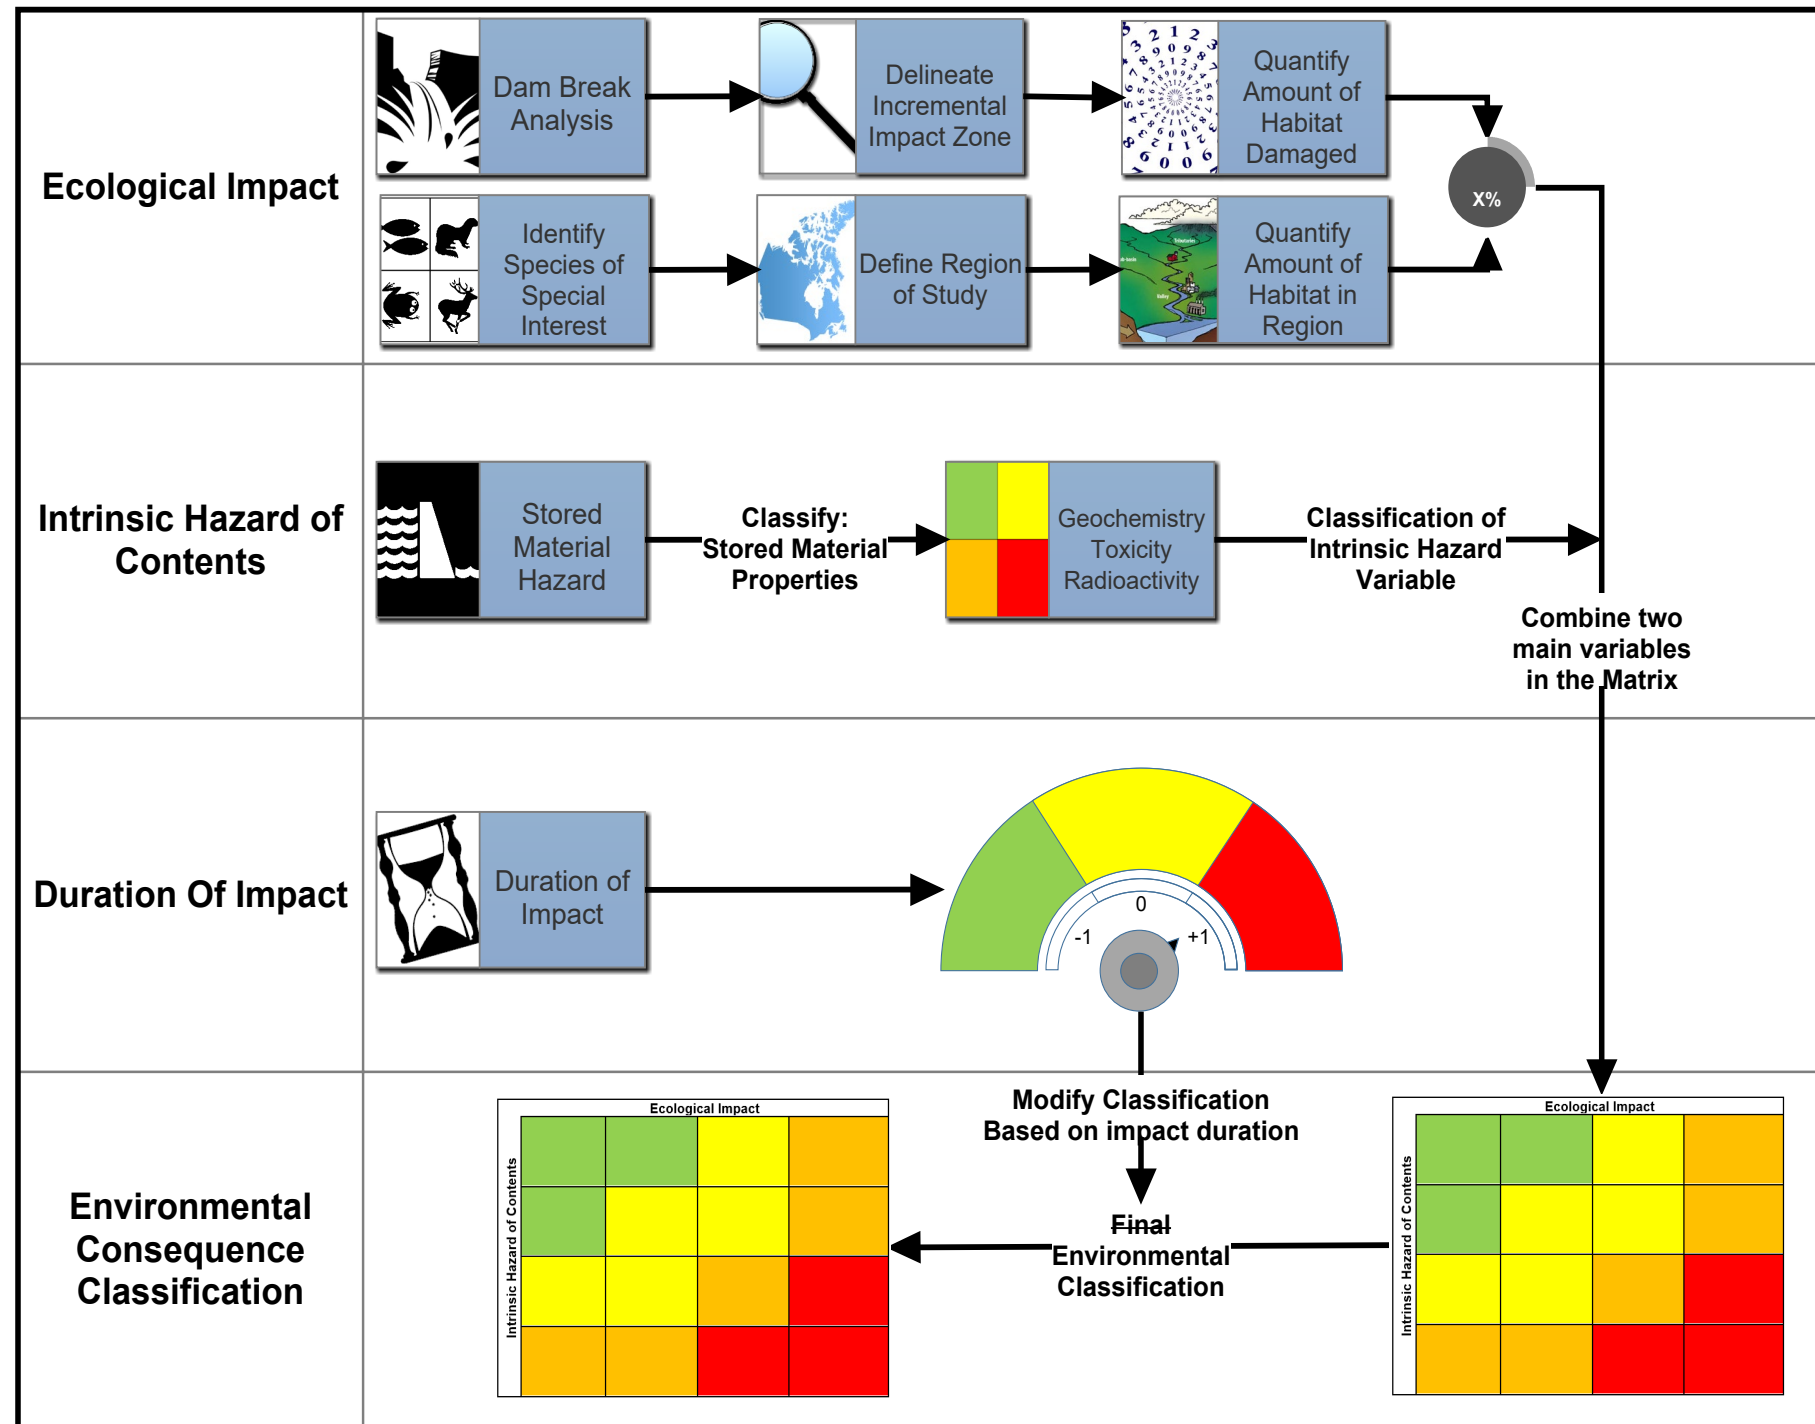 Ecological Impact
Dam Break
Analysis
Delineate
Incremental
Impact Zone
Quantify
Amount of
Habitat
Damaged
X%
Identify
Species of
Special
Interest
Define Region
of Study
Tributaries
Valley
Quantify
Amount of
Habitat in
Region
Intrinsic Hazard of
Contents
Stored
Material
Hazard
Classify:
Stored Material
Properties
Geochemistry
Toxicity
Radioactivity
Classification of
Intrinsic Hazard
Variable
Combine two
main variables
in the Matrix
Duration Of Impact
Duration of
Impact
-1
0
+1
Modify Classification
Based on impact duration
Environmental
Consequence
Classification
Ecological Impact
Intrinsic Hazard of Contents
Final
Environmental
Classification
Ecological Impact
Intrinsic Hazard of Contents